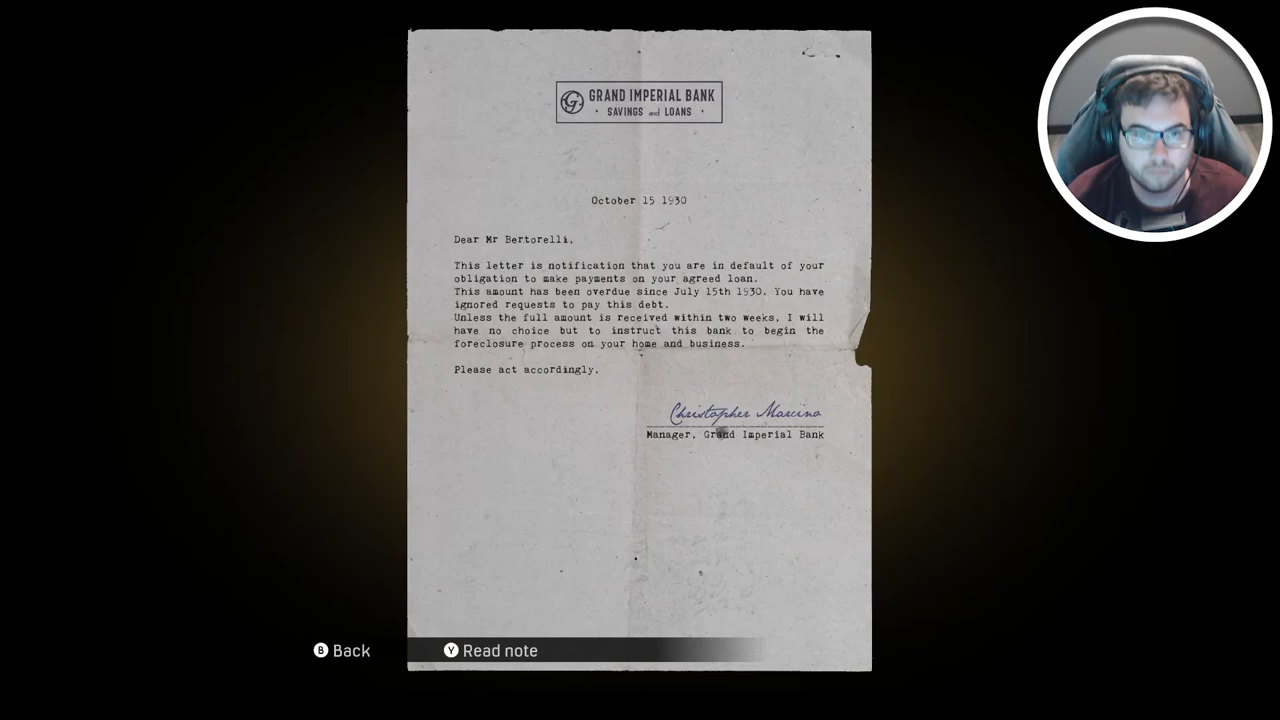 GRAND IMPERIAL BANK
· SAVINGS and LOANS ·
October 15 1930
Dear Mr Bertorelli,
This letter is notification that you are in default of your
obligation to make payments on your agreed loan.
This amount has been overdue since July 15th 1930. You have
ignored requests to pay this debt.
Unless the full amount is received within two weeks, I will
have no choice but to instruct this bank to begin the
foreclosure process on your home and business.
Please act accordingly,
Christopher Marcino
Manager, Grand Imperial Bank
B Back
Y Read note